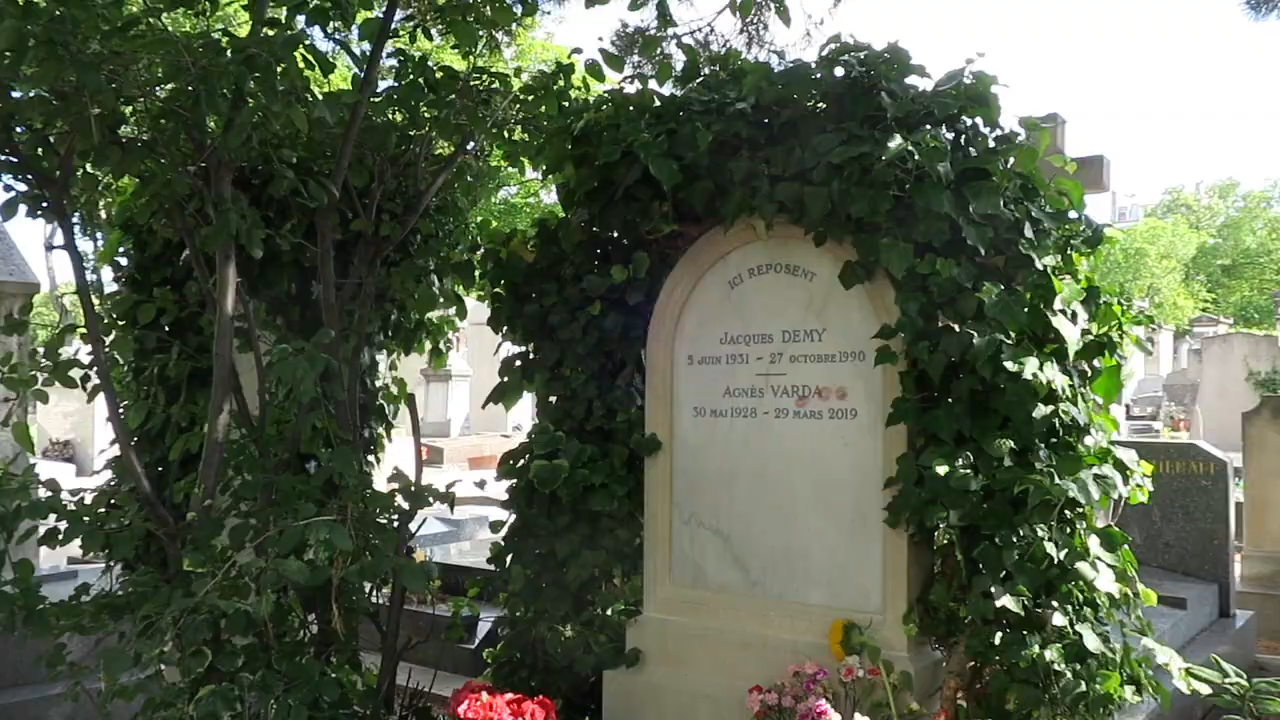 ICI REPOSENT
JACQUES DEMY
5 JUIN 1931 - 27 OCTOBRE 1990
AGNÈS VARDA
30 MAI 1928 - 29 MARS 2019